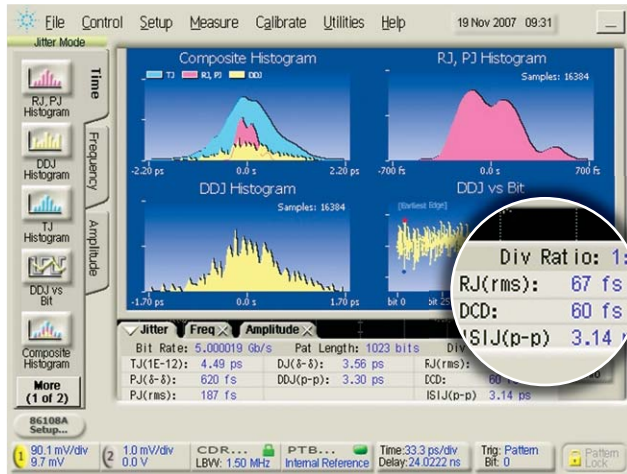 File Control Setup Measure Calibrate Utilities Help 19 Nov 2007 09:31
Jitter Mode
RJ, PJ Histogram
DDJ Histogram
TJ Histogram
DDJ vs Bit
Composite Histogram
More (1 of 2)
86108A Setup...
Time
Frequency
Amplitude
Composite Histogram
TJ RJ, PJ DDJ
-2.20 ps 0.0 s 2.20 ps
RJ, PJ Histogram
Samples: 16384
-700 fs 0.0 s 700 fs
DDJ Histogram
Samples: 16384
-1.70 ps 0.0 s 1.70 ps
DDJ vs Bit
[Earliest Edge]
bit 0 bit 25
Div Ratio: 1:
RJ(rms): 67 fs
DCD: 60 fs
ISIJ(p-p) 3.14
Jitter Freq Amplitude
Bit Rate: 5.000019 Gb/s Pat Length: 1023 bits Div
TJ(1E-12): 4.49 ps DJ(δ-δ): 3.56 ps RJ(rms):
PJ(δ-δ): 620 fs DDJ(p-p): 3.30 ps DCD: 60 fs
PJ(rms): 187 fs ISIJ(p-p) 3.14 ps
1 90.1 mV/div 9.7 mV
2 1.0 mV/div 0.0 V
CDR... LBW: 1.50 MHz
PTB... Internal Reference
Time:33.3 ps/div Delay:24.0222 ns
Trig: Pattern Bit: 0
Pattern Lock